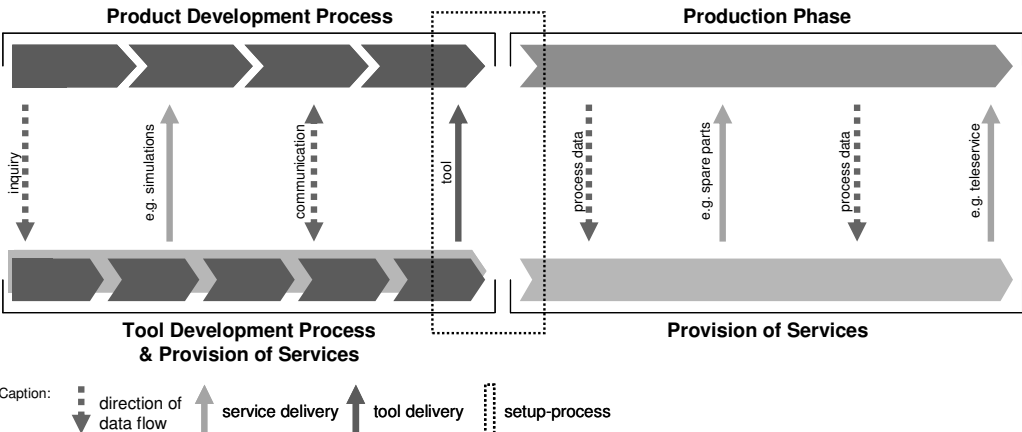 Product Development Process
Production Phase
inquiry
e.g. simulations
communication
tool
process data
e.g. spare parts
process data
e.g. teleservice
Tool Development Process
& Provision of Services
Provision of Services
Caption:
direction of
data flow
service delivery
tool delivery
setup-process